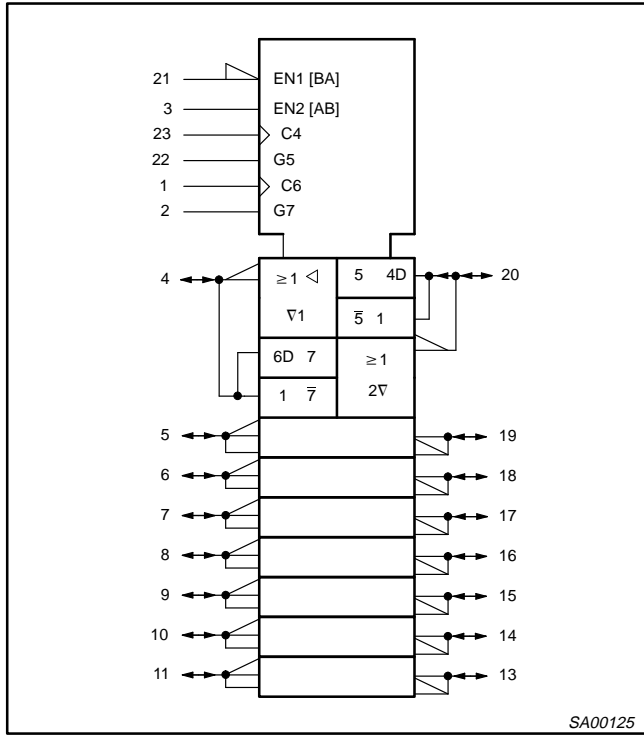 21 EN1 [BA]
3 EN2 [AB]
23 C4
22 G5
1 C6
2 G7
4 ≥1 ◁ 5 4D 20
∇1 5̅ 1
6D 7 ≥1
1 7̅ 2∇
5 19
6 18
7 17
8 16
9 15
10 14
11 13
SA00125